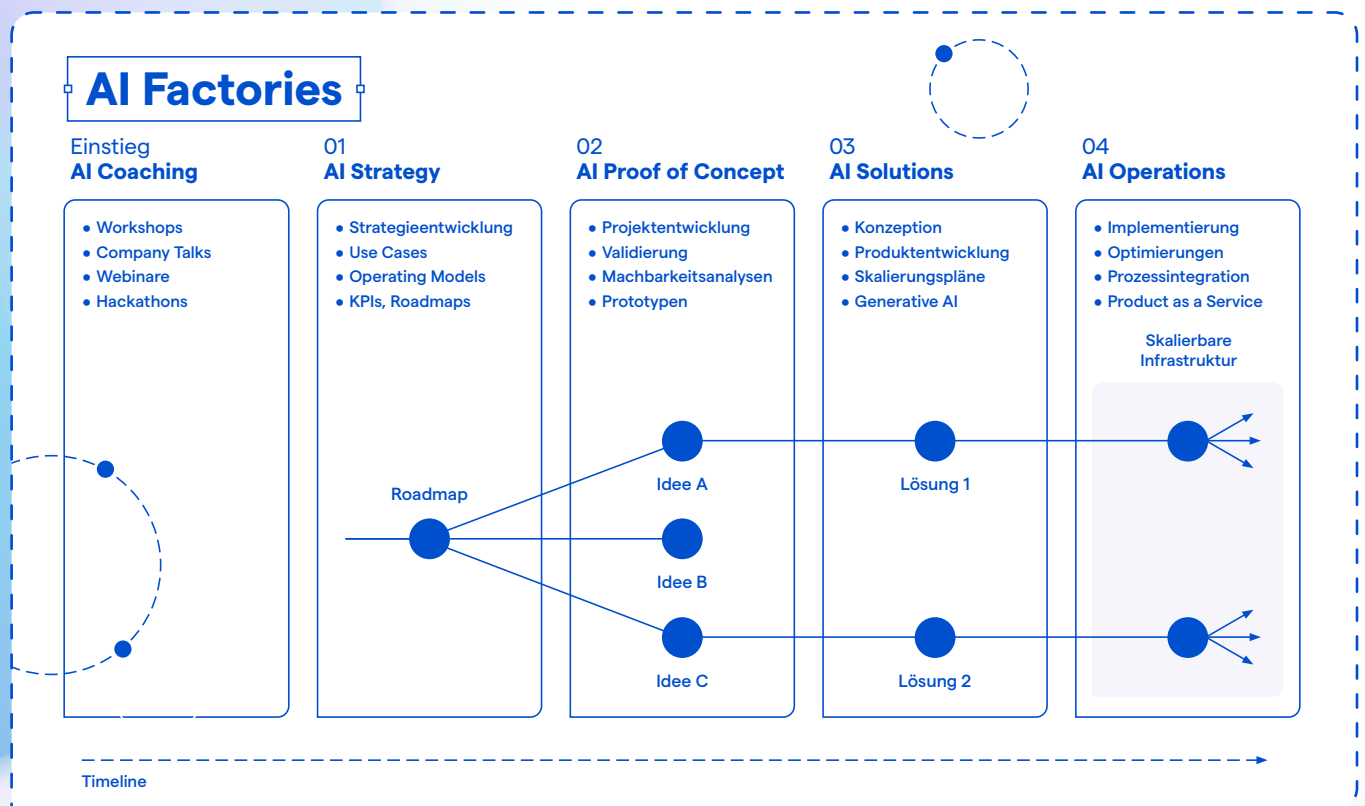 AI Factories
Einstieg
AI Coaching
• Workshops
• Company Talks
• Webinare
• Hackathons
01
AI Strategy
• Strategieentwicklung
• Use Cases
• Operating Models
• KPIs, Roadmaps
Roadmap
02
AI Proof of Concept
• Projektentwicklung
• Validierung
• Machbarkeitsanalysen
• Prototypen
Idee A
Idee B
Idee C
03
AI Solutions
• Konzeption
• Produktentwicklung
• Skalierungspläne
• Generative AI
Lösung 1
Lösung 2
04
AI Operations
• Implementierung
• Optimierungen
• Prozessintegration
• Product as a Service
Skalierbare
Infrastruktur
Timeline